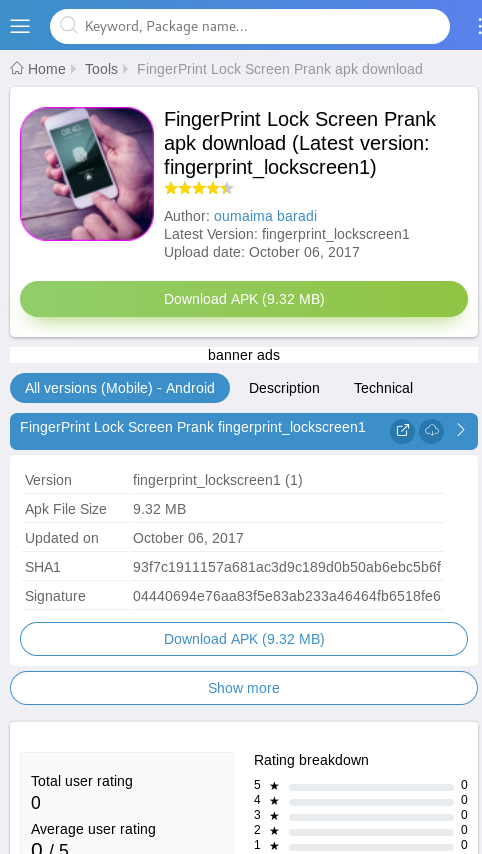 Keyword, Package name...
Home Tools FingerPrint Lock Screen Prank apk download
FingerPrint Lock Screen Prank
apk download (Latest version:
fingerprint_lockscreen1)
Author: oumaima baradi
Latest Version: fingerprint_lockscreen1
Upload date: October 06, 2017
Download APK (9.32 MB)
banner ads
All versions (Mobile) - Android Description Technical
FingerPrint Lock Screen Prank fingerprint_lockscreen1
Version fingerprint_lockscreen1 (1)
Apk File Size 9.32 MB
Updated on October 06, 2017
SHA1 93f7c1911157a681ac3d9c189d0b50ab6ebc5b6f
Signature 04440694e76aa83f5e83ab233a46464fb6518fe6
Download APK (9.32 MB)
Show more
Rating breakdown
Total user rating
0
Average user rating
0 / 5
5 ★ 0
4 ★ 0
3 ★ 0
2 ★ 0
1 ★ 0